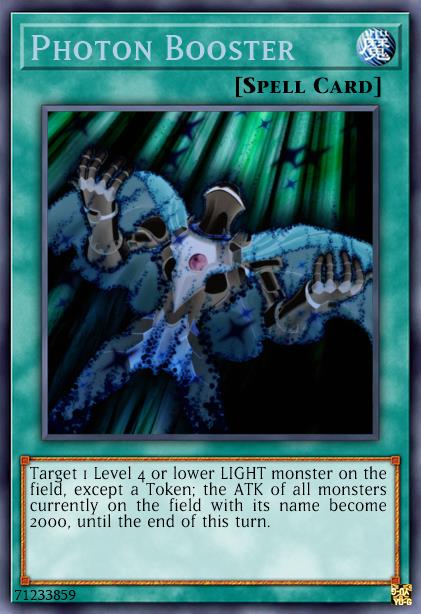 Photon Booster
魔
[Spell Card]
Target 1 Level 4 or lower LIGHT monster on the
field, except a Token; the ATK of all monsters
currently on the field with its name become
2000, until the end of this turn.
71233859